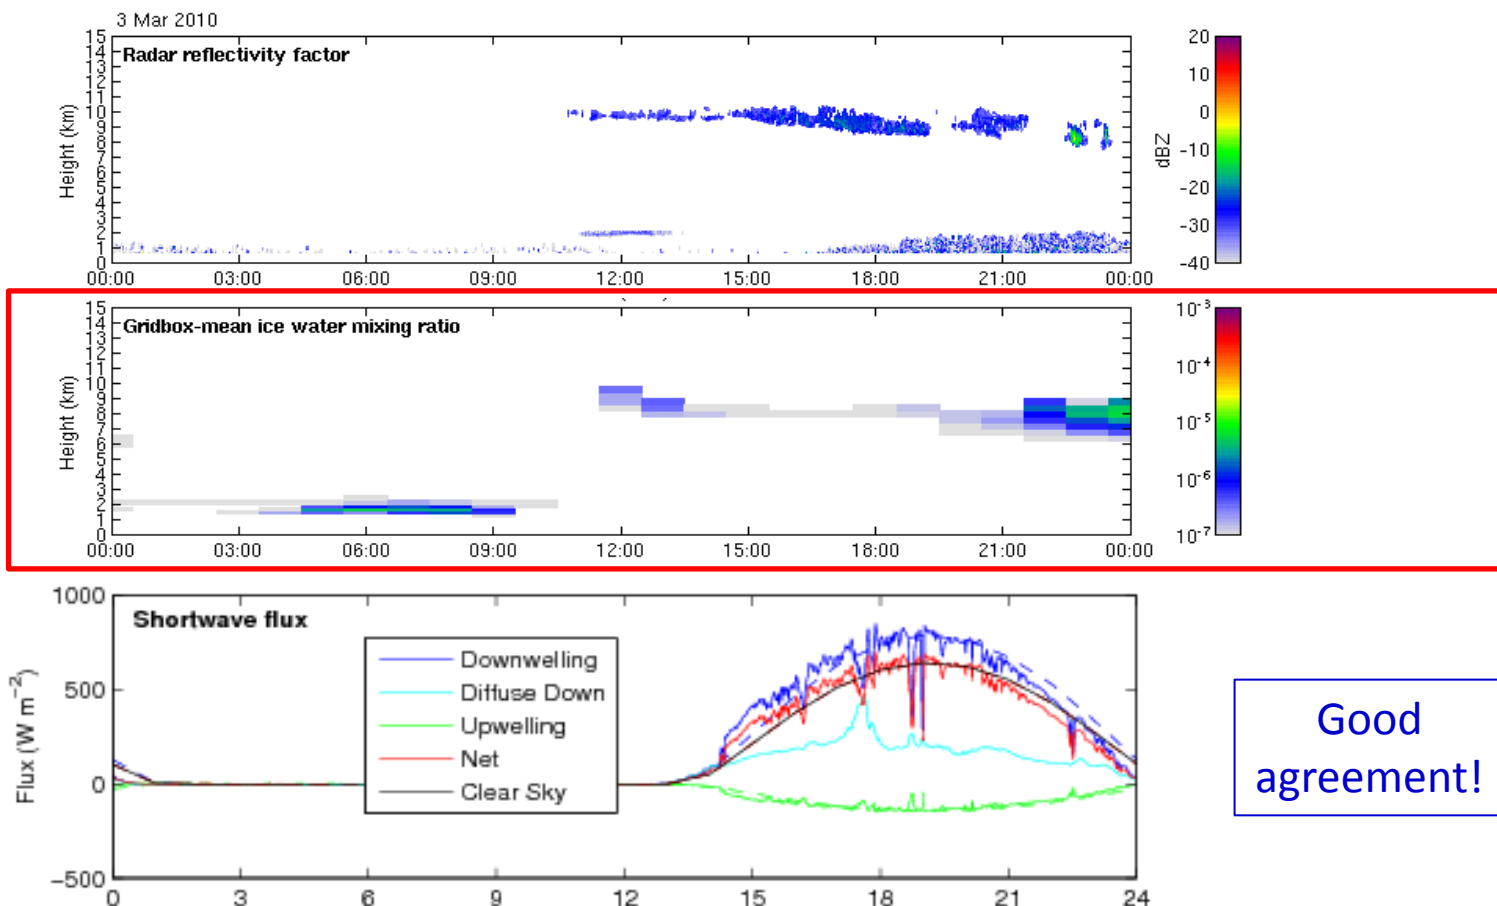 3 Mar 2010
Radar reflectivity factor
Height (km)
15
14
13
12
11
10
9
8
7
6
5
4
3
2
1
0
00:00 03:00 06:00 09:00 12:00 15:00 18:00 21:00 00:00
dBZ
20
10
0
-10
-20
-30
-40
Gridbox-mean ice water mixing ratio
Height (km)
15
14
13
12
11
10
9
8
7
6
5
4
3
2
1
0
00:00 03:00 06:00 09:00 12:00 15:00 18:00 21:00 00:00
10⁻³
10⁻⁴
10⁻⁵
10⁻⁶
10⁻⁷
Shortwave flux
Flux (W m⁻²)
1000
500
0
−500
0 3 6 9 12 15 18 21 24
Downwelling
Diffuse Down
Upwelling
Net
Clear Sky
Good
agreement!